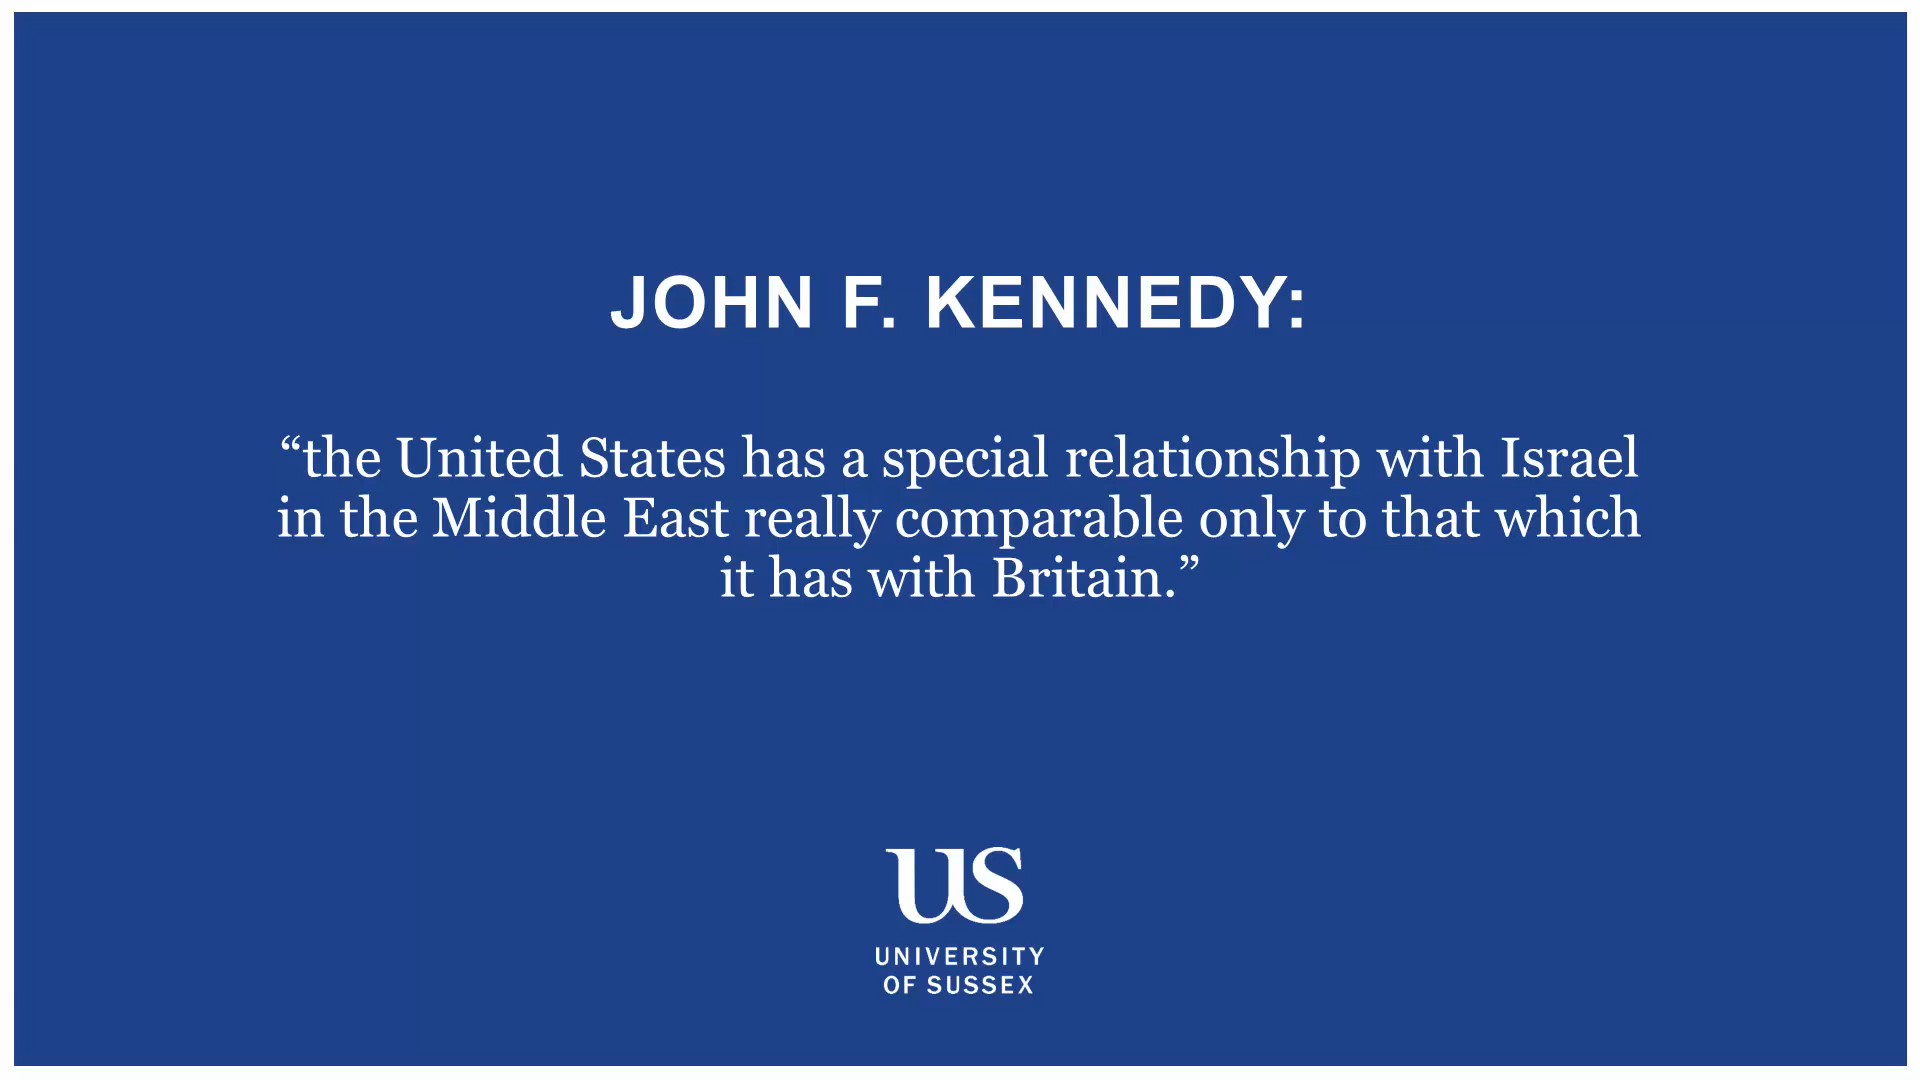 JOHN F. KENNEDY:
“the United States has a special relationship with Israel
in the Middle East really comparable only to that which
it has with Britain.”
US
UNIVERSITY
OF SUSSEX